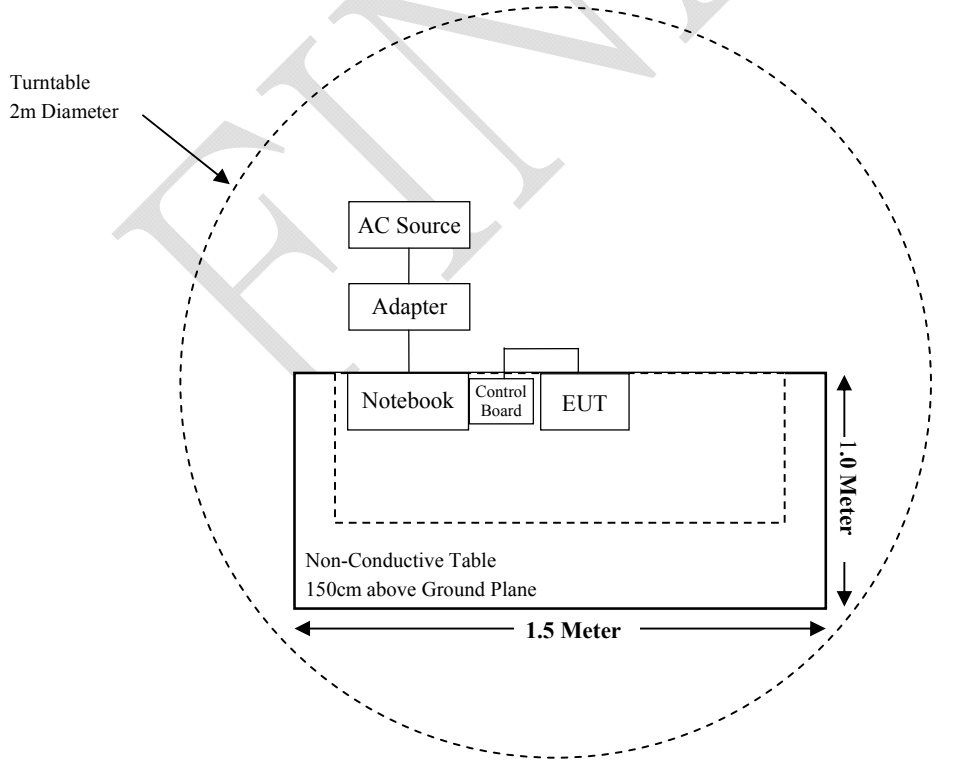 Turntable
2m Diameter
AC Source
Adapter
Notebook
Control
Board
EUT
1.0 Meter
Non-Conductive Table
150cm above Ground Plane
1.5 Meter